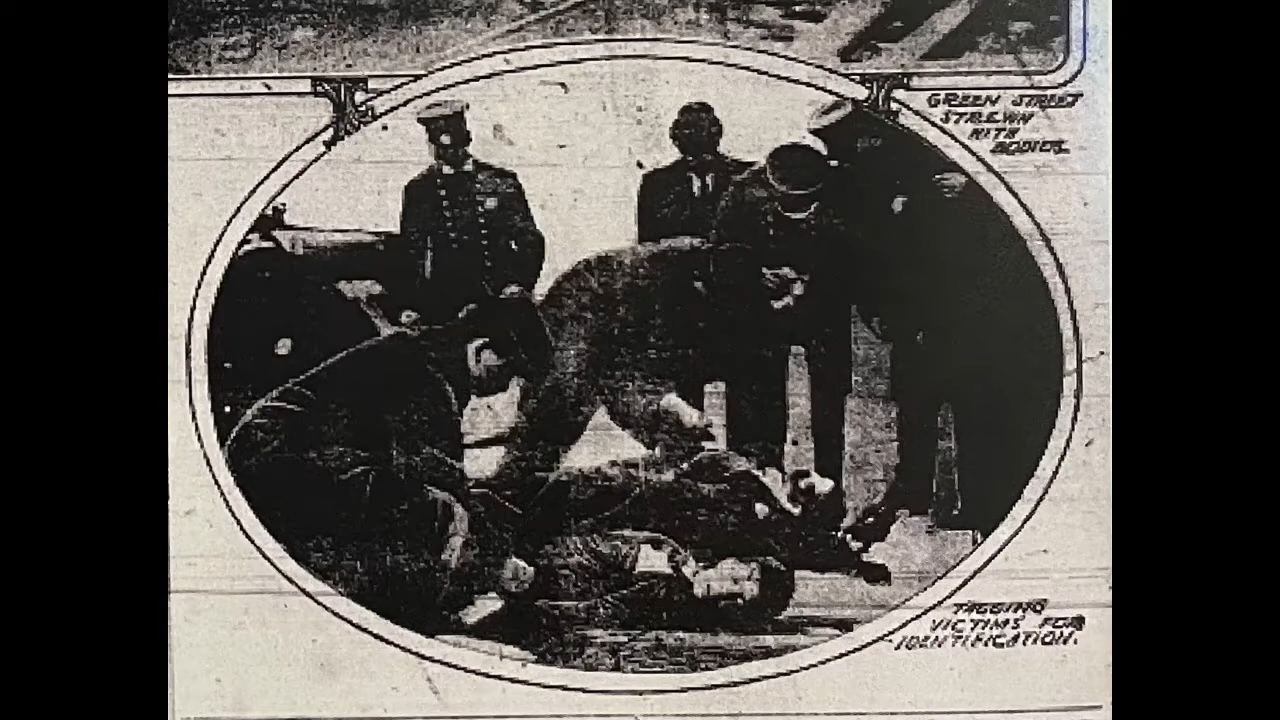 GREEN STREET
STREWN
WITH
BODIES.
TAGGING
VICTIMS FOR
IDENTIFICATION.